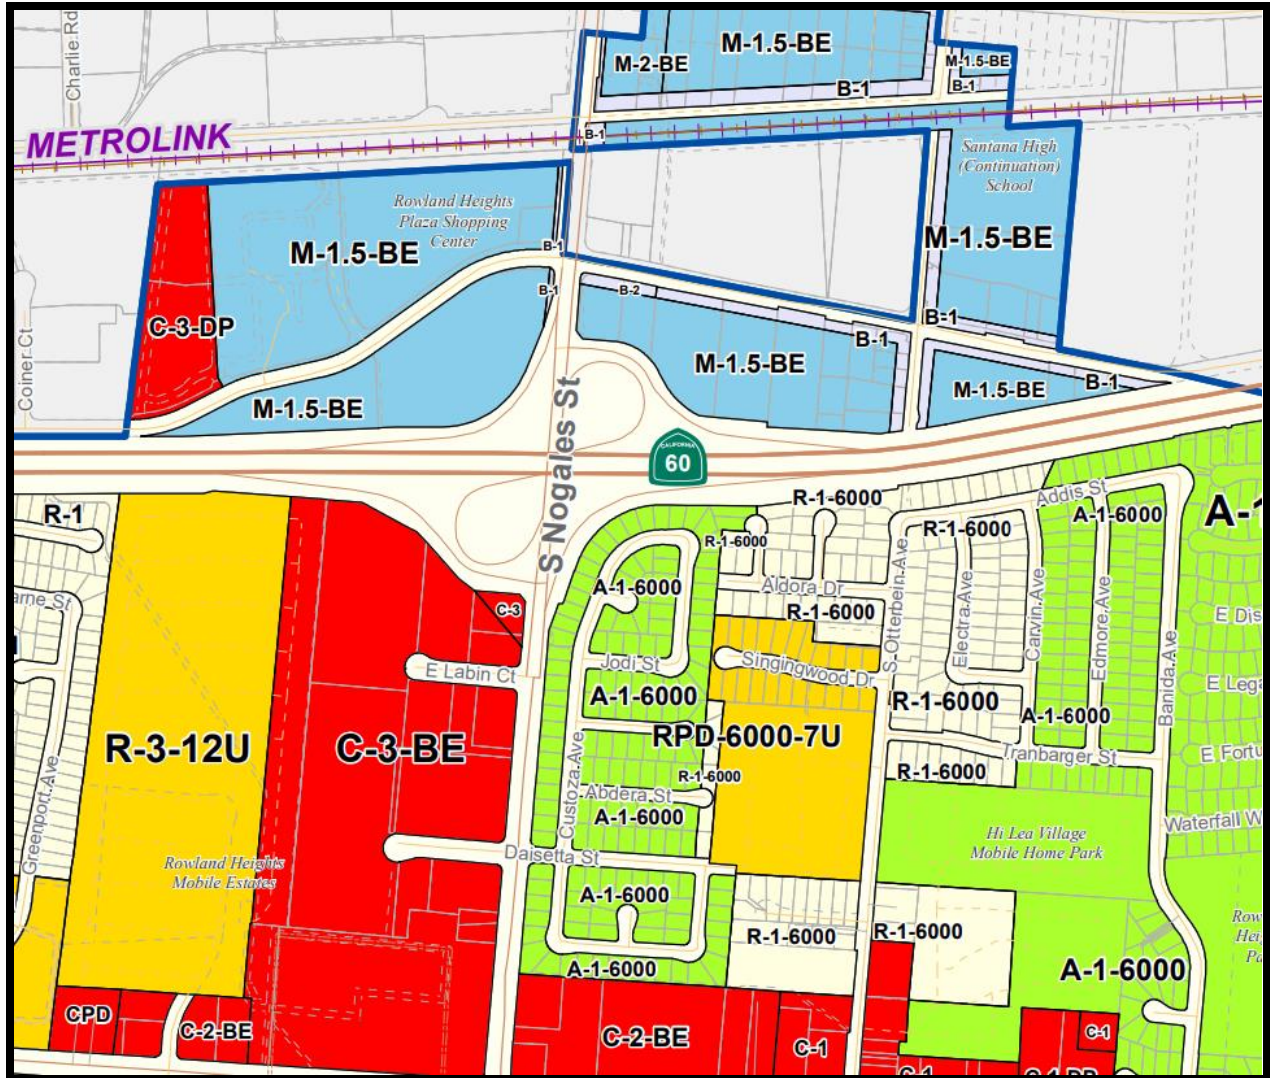 Charlie Rd
M-2-BE
M-1.5-BE
M-1.5-BE
B-1
B-1
METROLINK
B-1
Santana High
(Continuation)
School
Rowland Heights
Plaza Shopping
Center
M-1.5-BE
M-1.5-BE
B-1
B-1
B-2
C-3-DP
Coiner Ct
B-1
B-1
M-1.5-BE
M-1.5-BE
B-1
M-1.5-BE
S Nogales St
CALIFORNIA
60
R-1
R-1-6000
Addis St
A-1-6000
R-1-6000
R-1-6000
A-1-6000
Aldora Dr
R-1-6000
S Otterbein Ave
Electra Ave
Carvin Ave
Edmore Ave
Banida Ave
C-3
E Labin Ct
Jodi St
Singingwood Dr
A-1-6000
R-1-6000
A-1-6000
R-3-12U
C-3-BE
RPD-6000-7U
Tranbarger St
R-1-6000
R-1-6000
Custoza Ave
Abdera St
A-1-6000
Greenport Ave
Hi Lea Village
Mobile Home Park
Rowland Heights
Mobile Estates
Daisetta St
A-1-6000
R-1-6000
R-1-6000
A-1-6000
A-1-6000
CPD
C-2-BE
C-2-BE
C-1
C-1